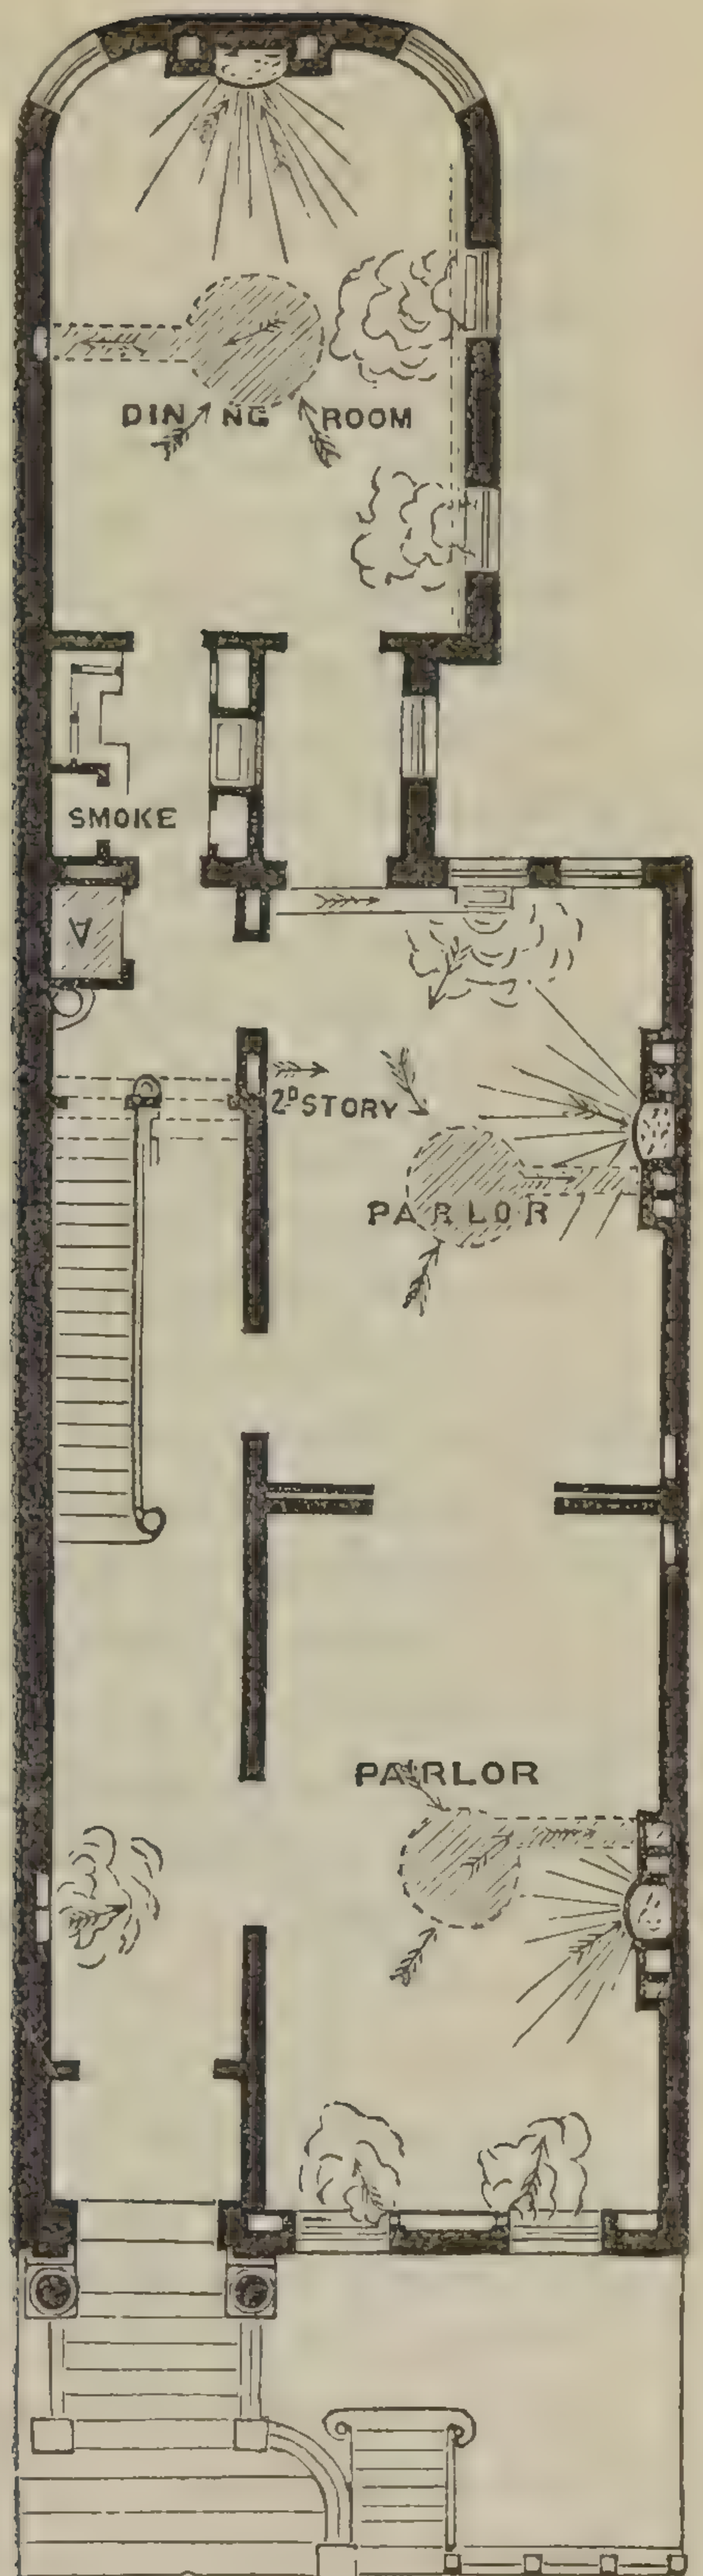 DINING ROOM
SMOKE
A
2D STORY
PARLOR
PARLOR